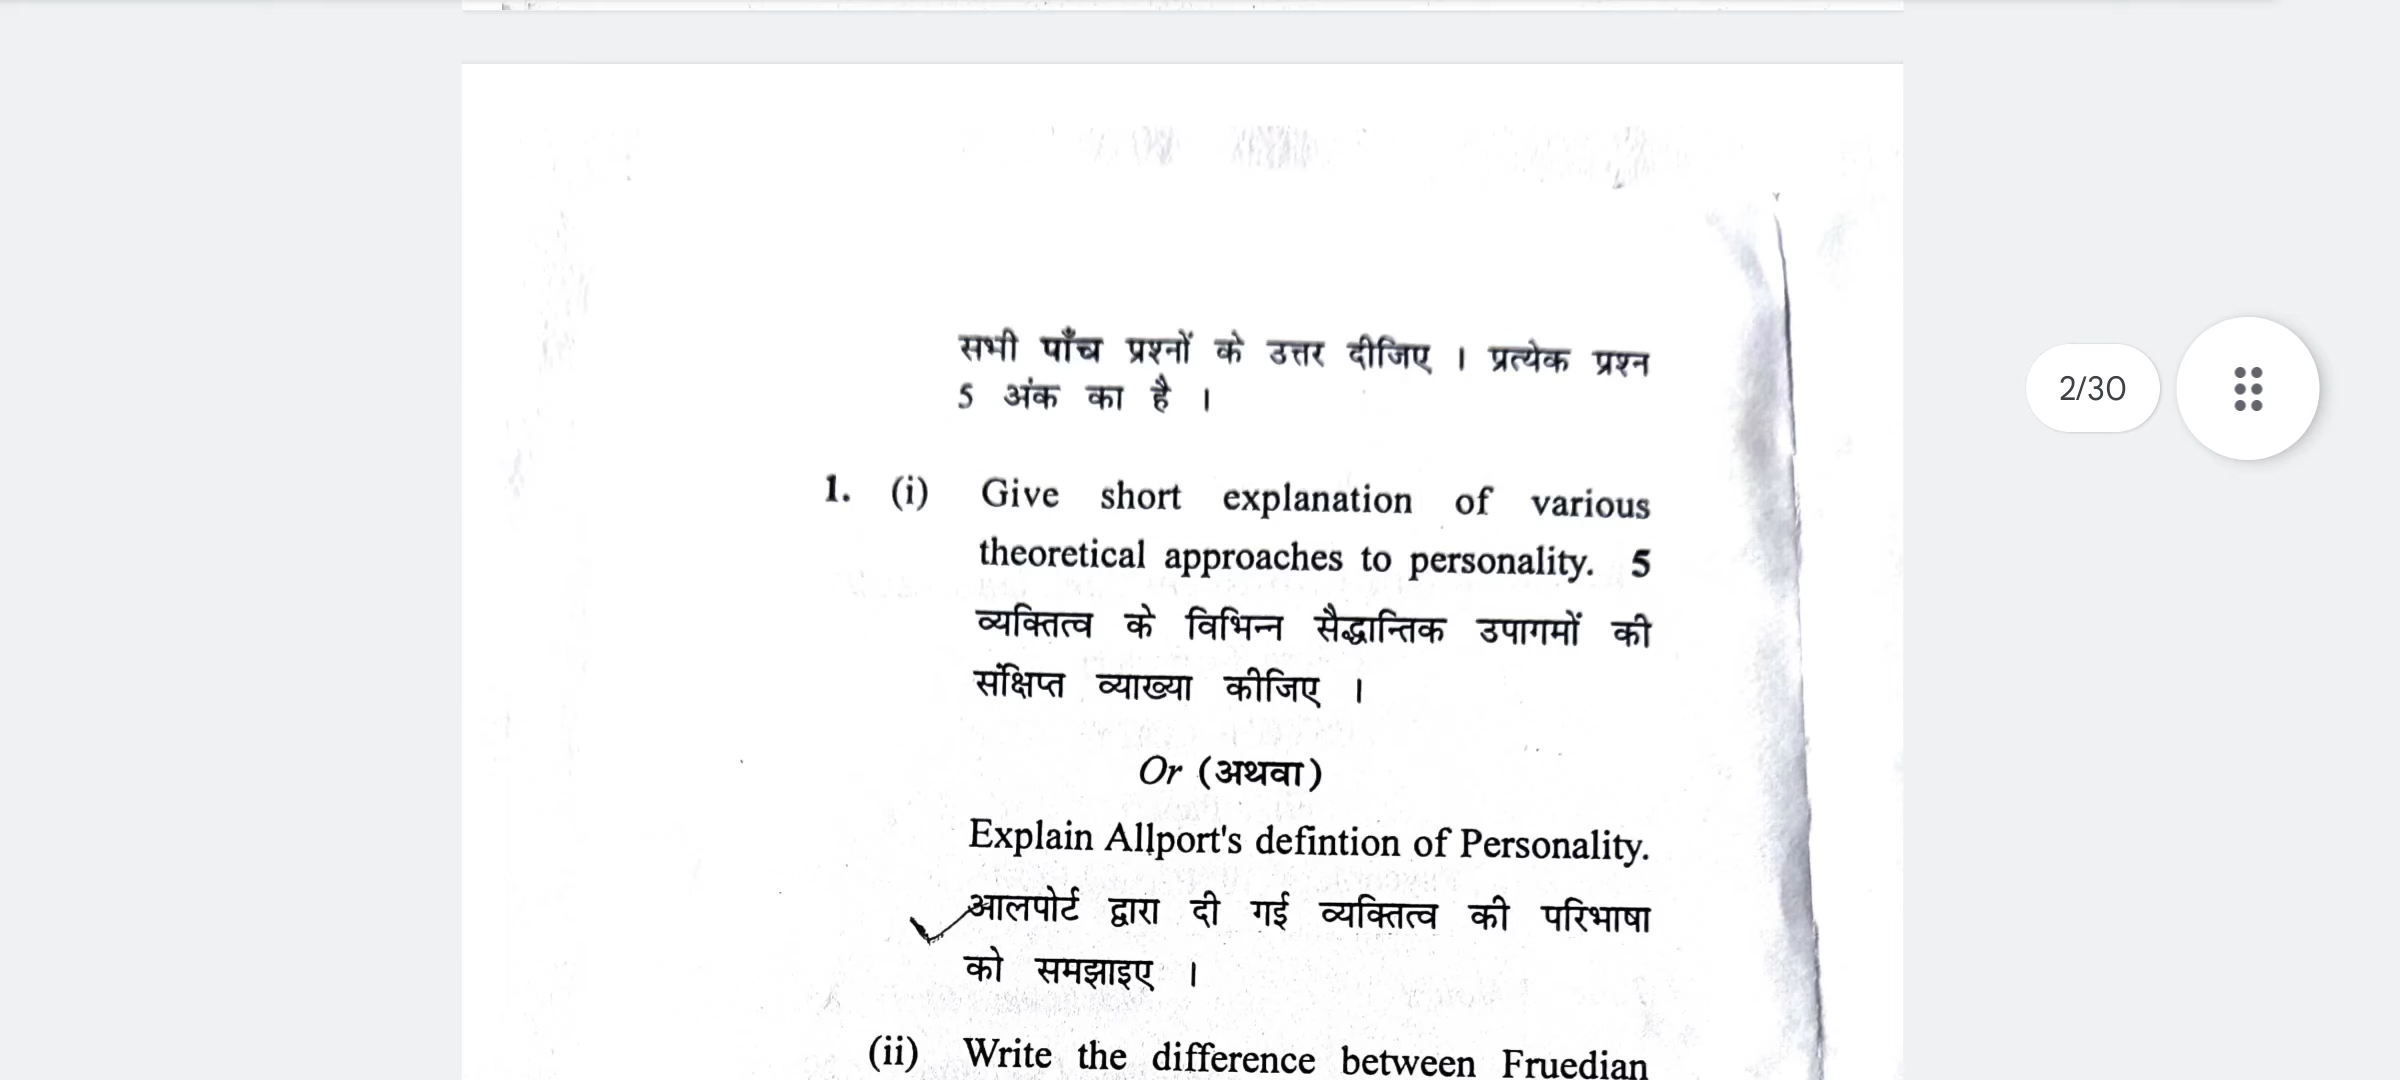 सभी पाँच प्रश्नों के उत्तर दीजिए । प्रत्येक प्रश्न
5 अंक का है ।
1. (i) Give short explanation of various
theoretical approaches to personality. 5
व्यक्तित्व के विभिन्न सैद्धान्तिक उपागमों की
संक्षिप्त व्याख्या कीजिए ।
Or (अथवा)
Explain Allport's defintion of Personality.
आलपोर्ट द्वारा दी गई व्यक्तित्व की परिभाषा
को समझाइए ।
(ii) Write the difference between Fruedian
2/30